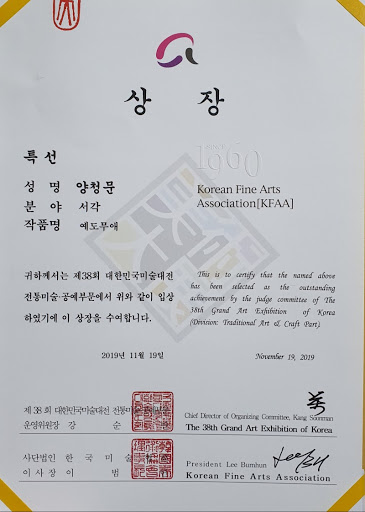 상 장
특 선
SINCE 1960
성 명 양청문
Korean Fine Arts
Association[KFAA]
분 야 서각
작품명 예도무애
귀하께서는 제38회 대한민국미술대전
전통미술·공예부문에서 위와 같이 입상
하였기에 이 상장을 수여합니다.
This is to certify that the named above
has been selected as the outstanding
achievement by the judge committee of The
38th Grand Art Exhibition of Korea
(Division: Traditional Art & Craft Part).
2019년 11월 19일
November 19, 2019
제 38 회 대한민국미술대전 전통미술
운영위원장 강 순
Chief Director of Organizing Committee, Kang
The 38th Grand Art Exhibition of Korea
사단법인 한 국 미 술
이 사 장 이 범
President Lee Bumhun
Korean Fine Arts Association